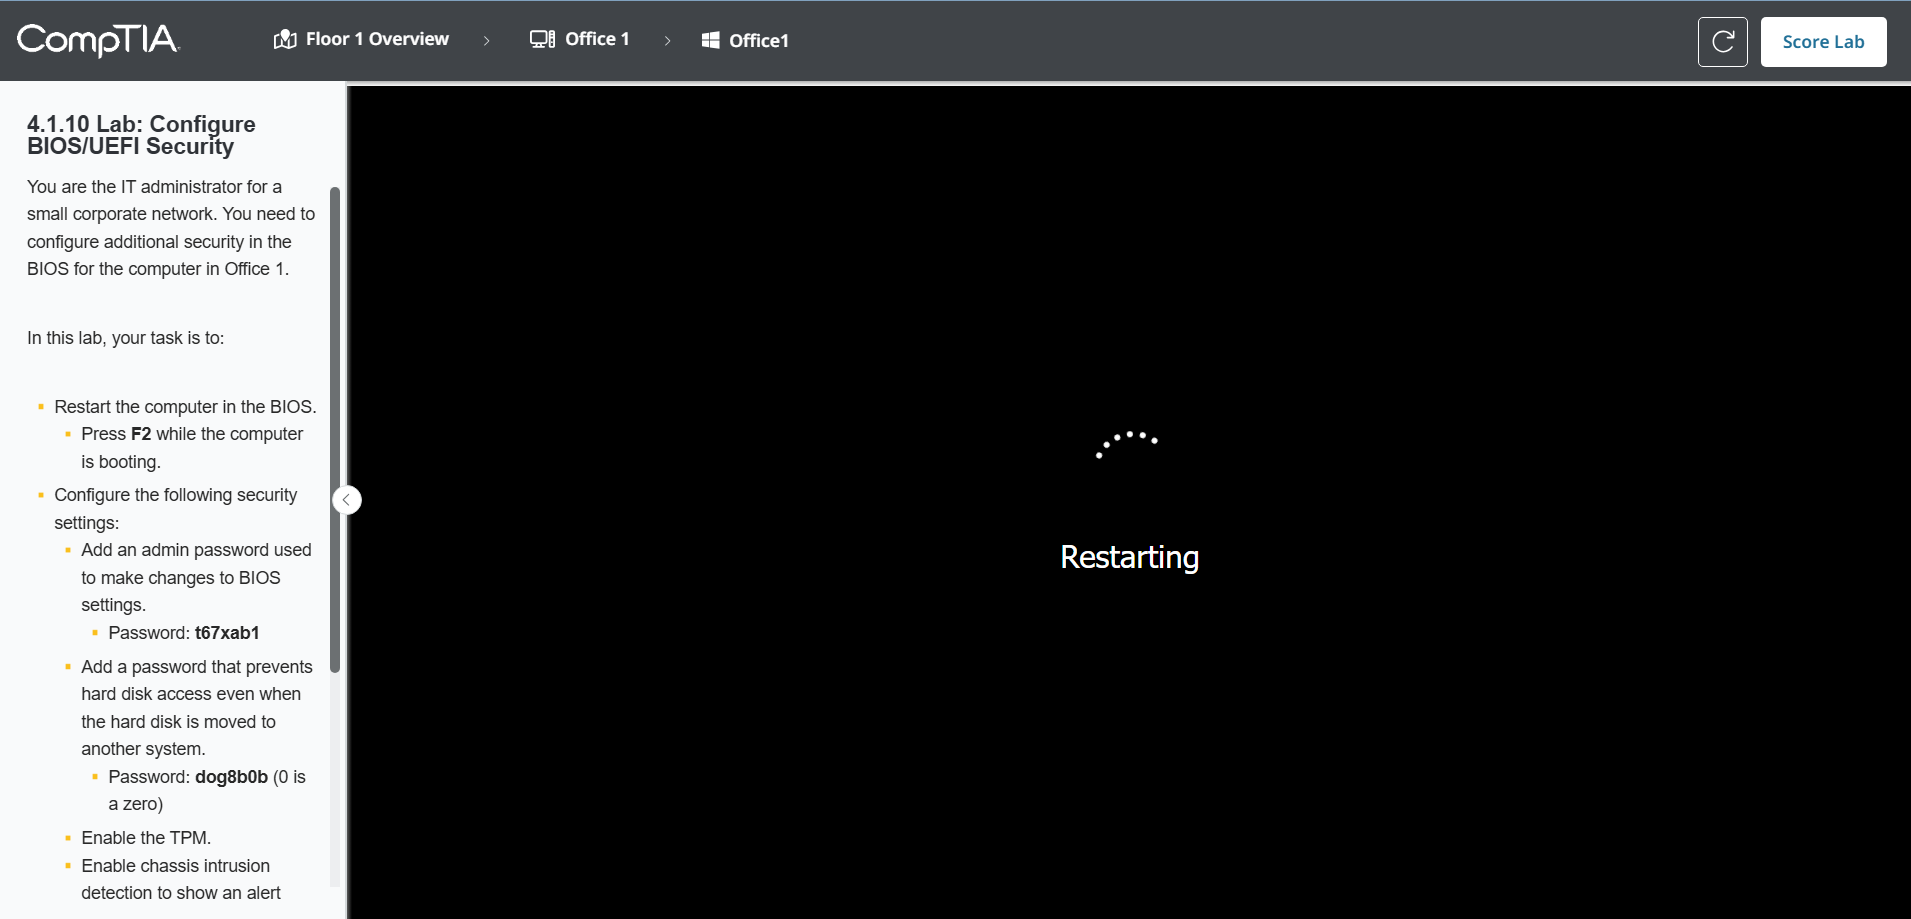 CompTIA.
Floor 1 Overview > Office 1 > Office1
Score Lab
4.1.10 Lab: Configure
BIOS/UEFI Security
You are the IT administrator for a
small corporate network. You need to
configure additional security in the
BIOS for the computer in Office 1.
In this lab, your task is to:
Restart the computer in the BIOS.
Press F2 while the computer
is booting.
Configure the following security
settings:
Add an admin password used
to make changes to BIOS
settings.
Password: t67xab1
Add a password that prevents
hard disk access even when
the hard disk is moved to
another system.
Password: dog8b0b (0 is
a zero)
Enable the TPM.
Enable chassis intrusion
detection to show an alert
Restarting